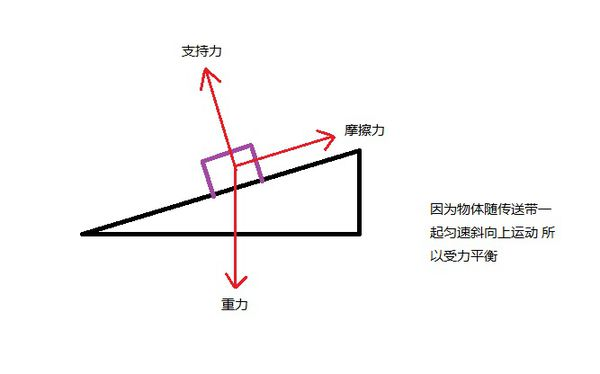 支持力
摩擦力
因为物体随传送带一
起匀速斜向上运动 所
以受力平衡
重力